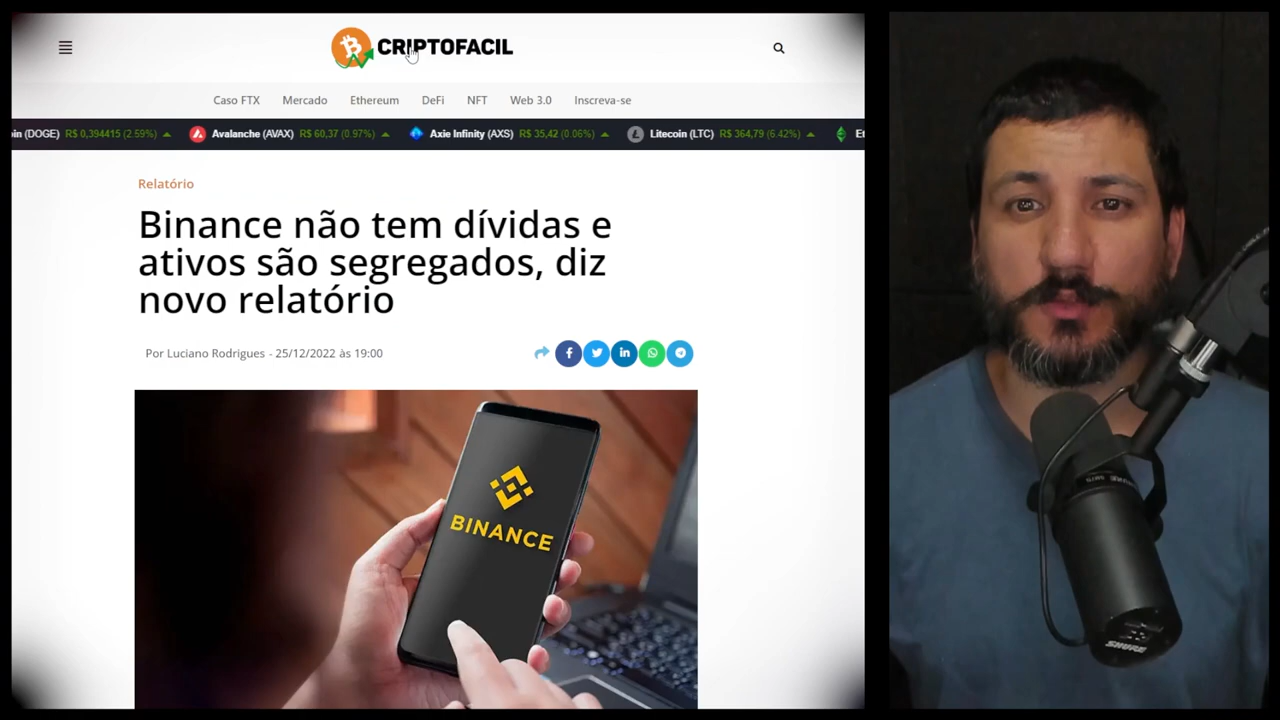 CRIPTOFACIL
Caso FTX Mercado Ethereum DeFi NFT Web 3.0 Inscreva-se
in (DOGE) R$ 0,394415 (2.59%) Avalanche (AVAX) R$ 60,37 (0.97%) Axie Infinity (AXS) R$ 35,42 (0.06%) Litecoin (LTC) R$ 364,79 (6.42%) Et
Relatório
Binance não tem dívidas e
ativos são segregados, diz
novo relatório
Por Luciano Rodrigues - 25/12/2022 às 19:00
BINANCE
SHURE